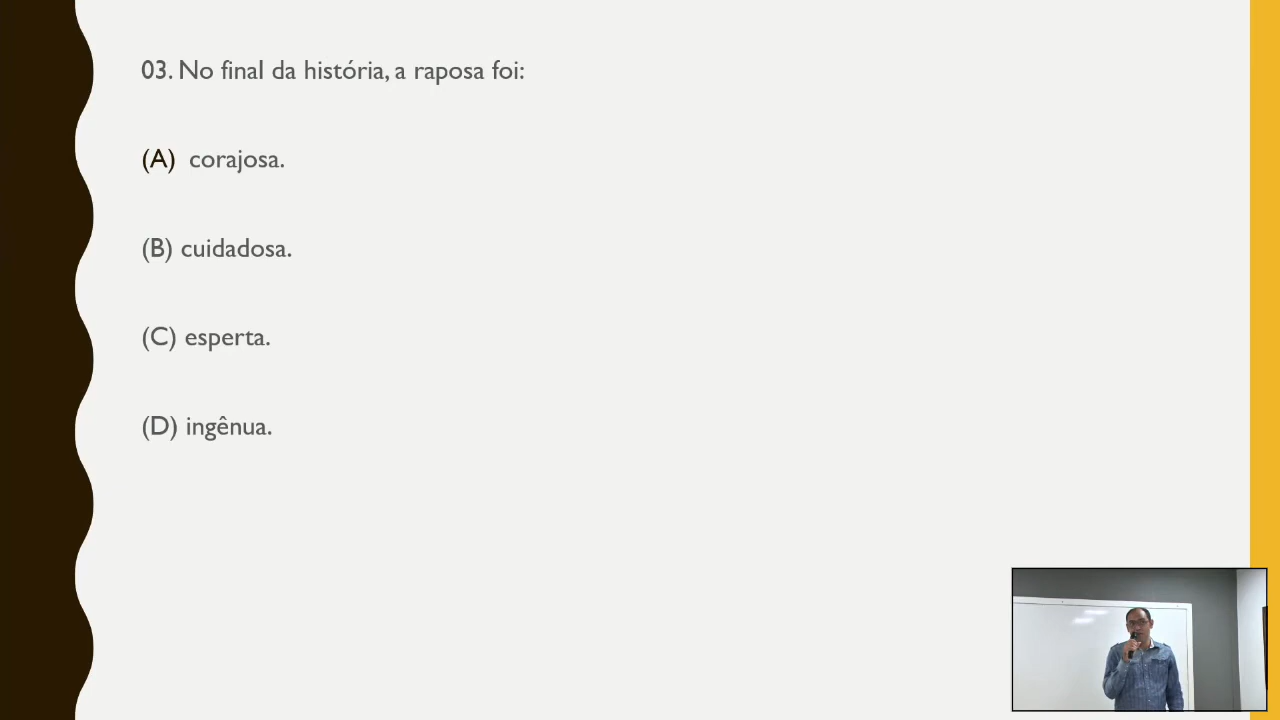 03. No final da história, a raposa foi:
(A) corajosa.
(B) cuidadosa.
(C) esperta.
(D) ingênua.